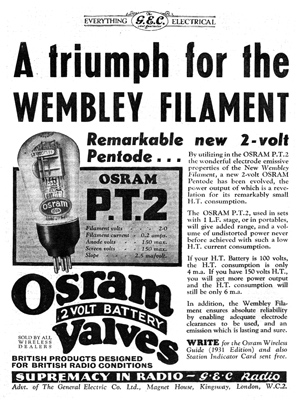 EVERYTHING G.E.C. ELECTRICAL
A triumph for the
WEMBLEY FILAMENT
Remarkable new 2-volt
Pentode . . .
Osram
OSRAM
P.T.2
Filament volts - 2·0
Filament current - 0.2 amps.
Anode volts - 150 max.
Screen volts - 150 max.
Slope - 2.5 ma/volt.
By utilizing in the OSRAM P.T.2
the wonderful electron emissive
properties of the New Wembley
Filament, a new 2-volt OSRAM
Pentode has been evolved, the
power output of which is a reve-
lation for its remarkably small
H.T. consumption.
The OSRAM P.T.2, used in sets
with 1 L.F. stage, or in portables,
will give added range, and a vol-
ume of undistorted power never
before achieved with such a low
H.T. current consumption.
If your H.T. Battery is 100 volts,
the H.T. consumption is only
4 m.a. If you have 150 volts H.T.,
you will get more power output
and the H.T. consumption will
still be only 6 m.a.
In addition, the Wembley Fila-
ment ensures absolute reliability
by enabling adequate electrode
clearances to be used, and an
emission which is lasting and sure.
WRITE for the Osram Wireless
Guide (1931 Edition) and also
Station Indicator Card sent free.
Osram
2 VOLT BATTERY
Valves
SOLD BY ALL
WIRELESS
DEALERS
BRITISH PRODUCTS DESIGNED
FOR BRITISH RADIO CONDITIONS
SUPREMACY IN RADIO — G.E.C Radio
Advt. of The General Electric Co. Ltd., Magnet House, Kingsway, London, W.C.2.